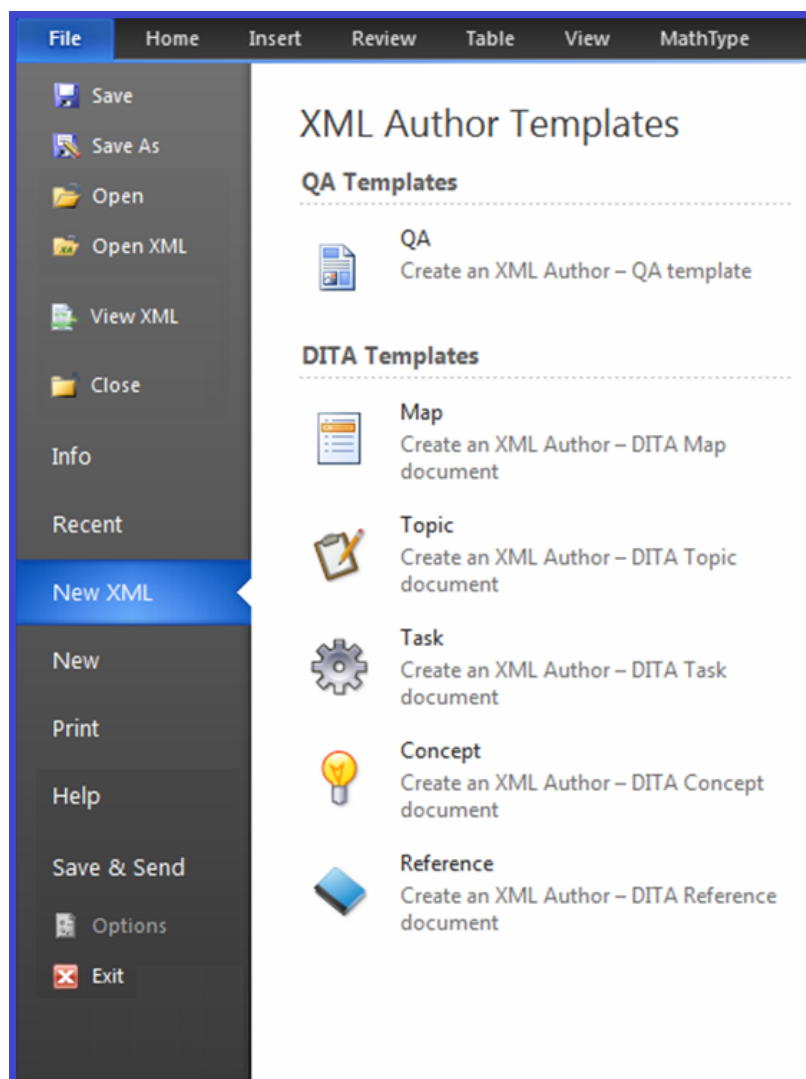 File Home Insert Review Table View MathType
Save
Save As
Open
Open XML
View XML
Close
Info
Recent
New XML
New
Print
Help
Save & Send
Options
Exit
XML Author Templates
QA Templates
QA
Create an XML Author – QA template
DITA Templates
Map
Create an XML Author – DITA Map
document
Topic
Create an XML Author – DITA Topic
document
Task
Create an XML Author – DITA Task
document
Concept
Create an XML Author – DITA Concept
document
Reference
Create an XML Author – DITA Reference
document